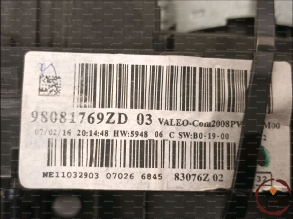 98081769ZD 03 VALEO-Com2008PV
07/02/16 20:14:48 HW:5948 06 C SW:B0-19-00
ME11032903 07026 6845 83076Z 02